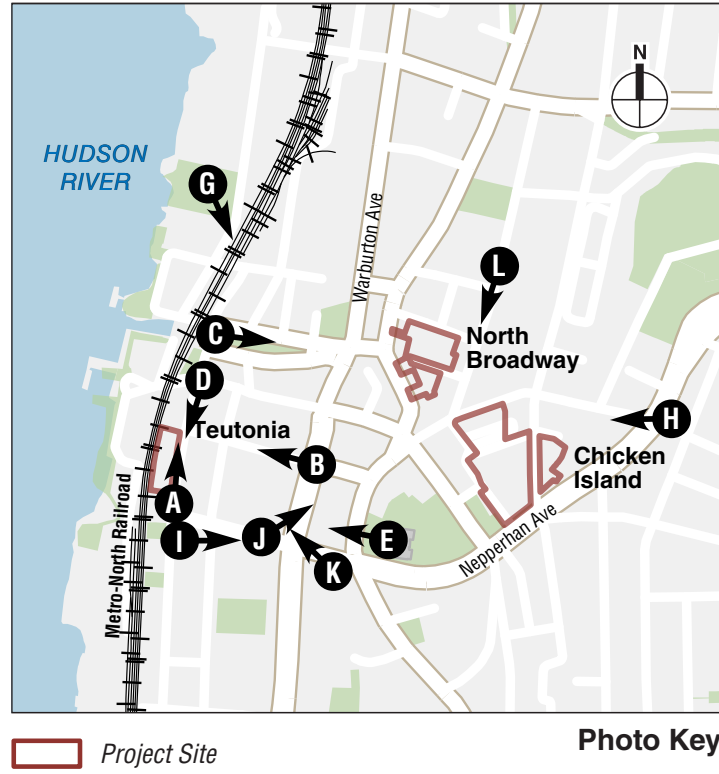 N
HUDSON
RIVER
G
Warburton Ave
L
C
North
Broadway
D
Teutonia
H
B
Chicken
Island
A
Metro-North Railroad
I
J
E
K
Nepperhan Ave
Project Site
Photo Key